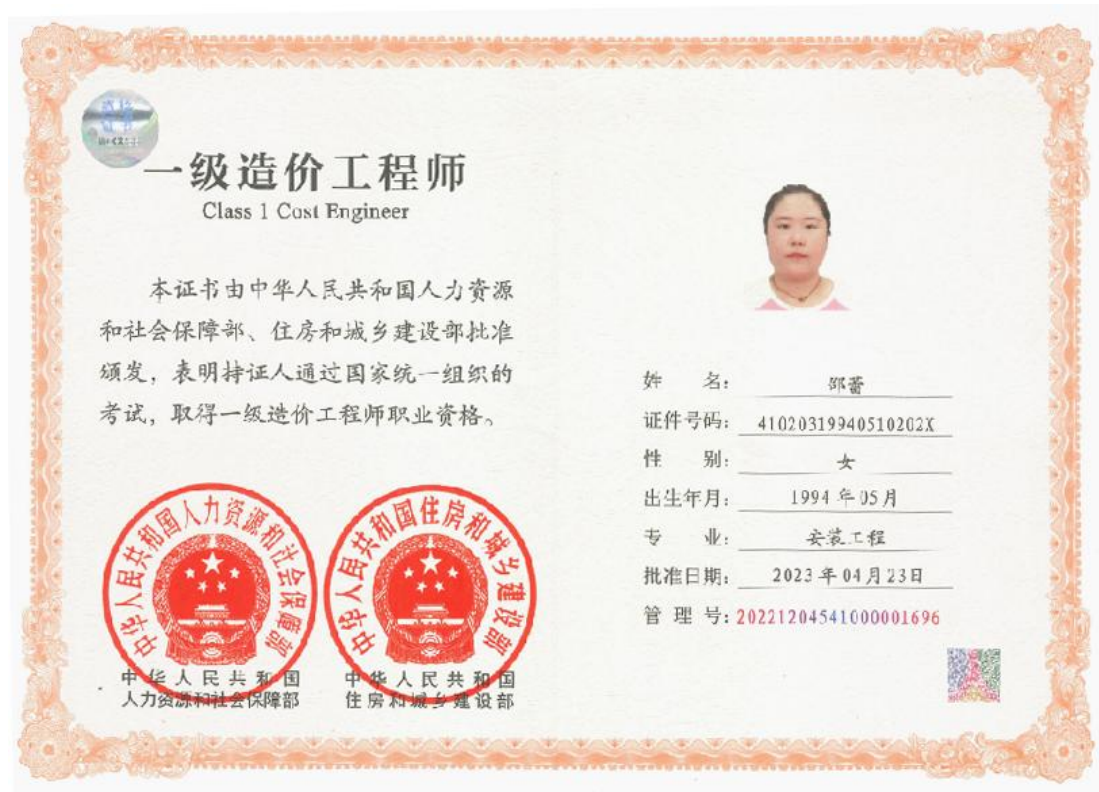 一级造价工程师
Class 1 Cost Engineer
本证书由中华人民共和国人力资源
和社会保障部、住房和城乡建设部批准
颁发,表明持证人通过国家统一组织的
考试,取得一级造价工程师职业资格。
中华人民共和国人力资源和社会保障部
中华人民共和国住房和城乡建设部
中华人民共和国
人力资源和社会保障部
中华人民共和国
住房和城乡建设部
姓 名: 邵蕾
证件号码: 41020319940510202X
性 别: 女
出生年月: 1994年05月
专 业: 安装工程
批准日期: 2023年04月23日
管 理 号: 20221204541000001696